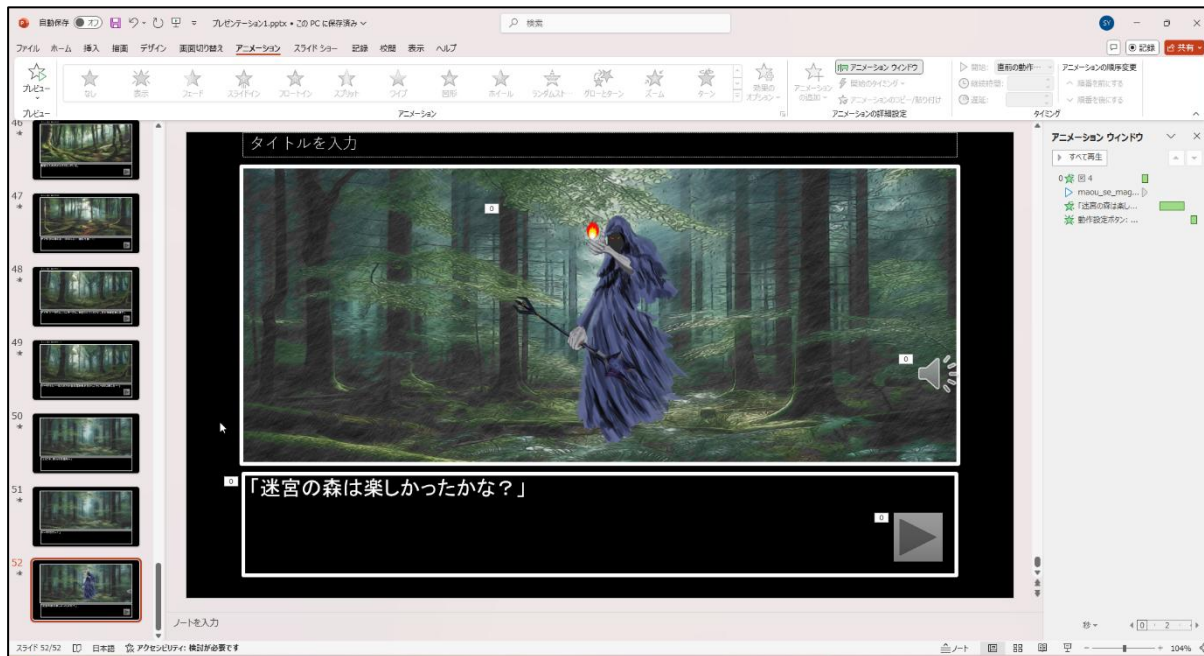 自動保存 オフ プレゼンテーション1.pptx • この PC に保存済み
検索
SY
ファイル ホーム 挿入 描画 デザイン 画面切り替え アニメーション スライド ショー 記録 校閲 表示 ヘルプ
記録 共有
プレビュー
なし 表示 フェード スライドイン フロートイン スプリット ワイプ 図形 ホイール ランダムスト… グローとターン ズーム ターン
効果のオプション
アニメーションの追加
アニメーション ウィンドウ
開始のタイミング
アニメーションのコピー/貼り付け
開始: 直前の動作…
継続時間:
遅延:
アニメーションの順序変更
順番を前にする
順番を後にする
プレビュー アニメーション アニメーションの詳細設定 タイミング
46
47
48
49
50
51
52
タイトルを入力
0
0
0
「迷宮の森は楽しかったかな？」
0
アニメーション ウィンドウ
すべて再生
0 図 4
maou_se_mag…
「迷宮の森は楽し…
動作設定ボタン: …
秒 0 2
ノートを入力
スライド 52/52 日本語 アクセシビリティ: 検討が必要です ノート 104%